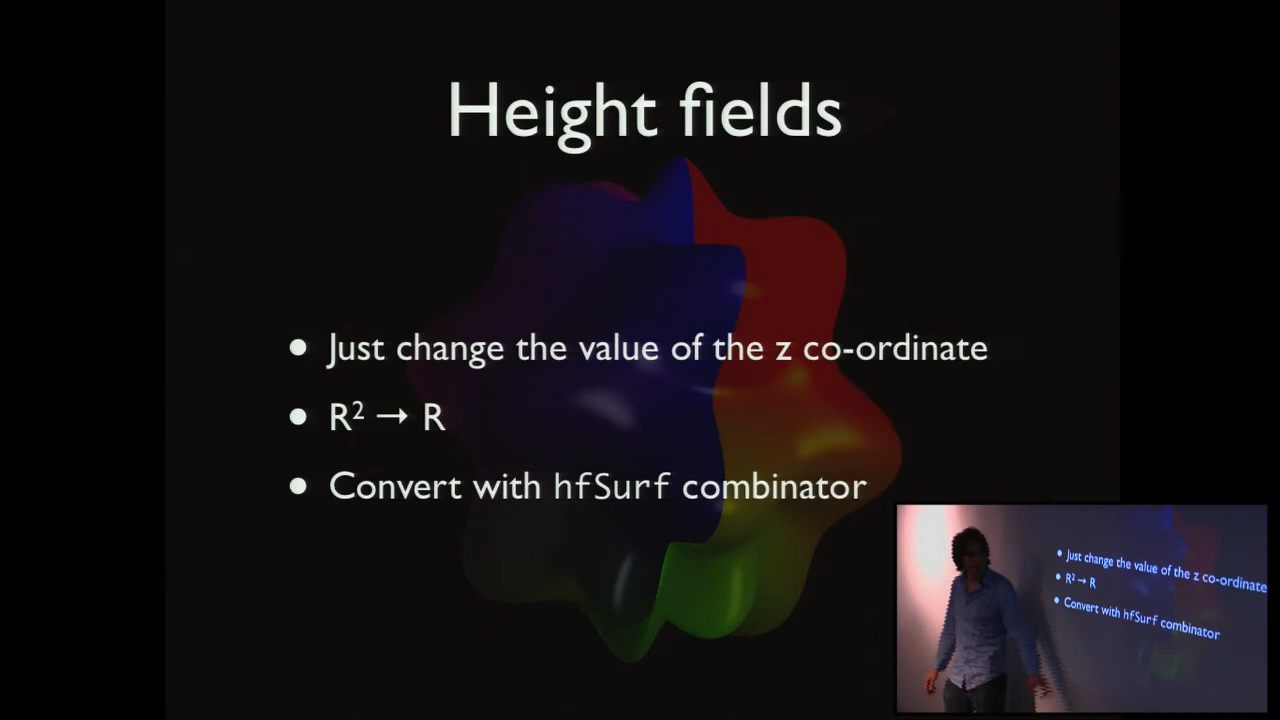 Height fields
• Just change the value of the z co-ordinate
• R² → R
• Convert with hfSurf combinator
• Just change the value of the z co-ordinate
• R² → R
• Convert with hfSurf combinator